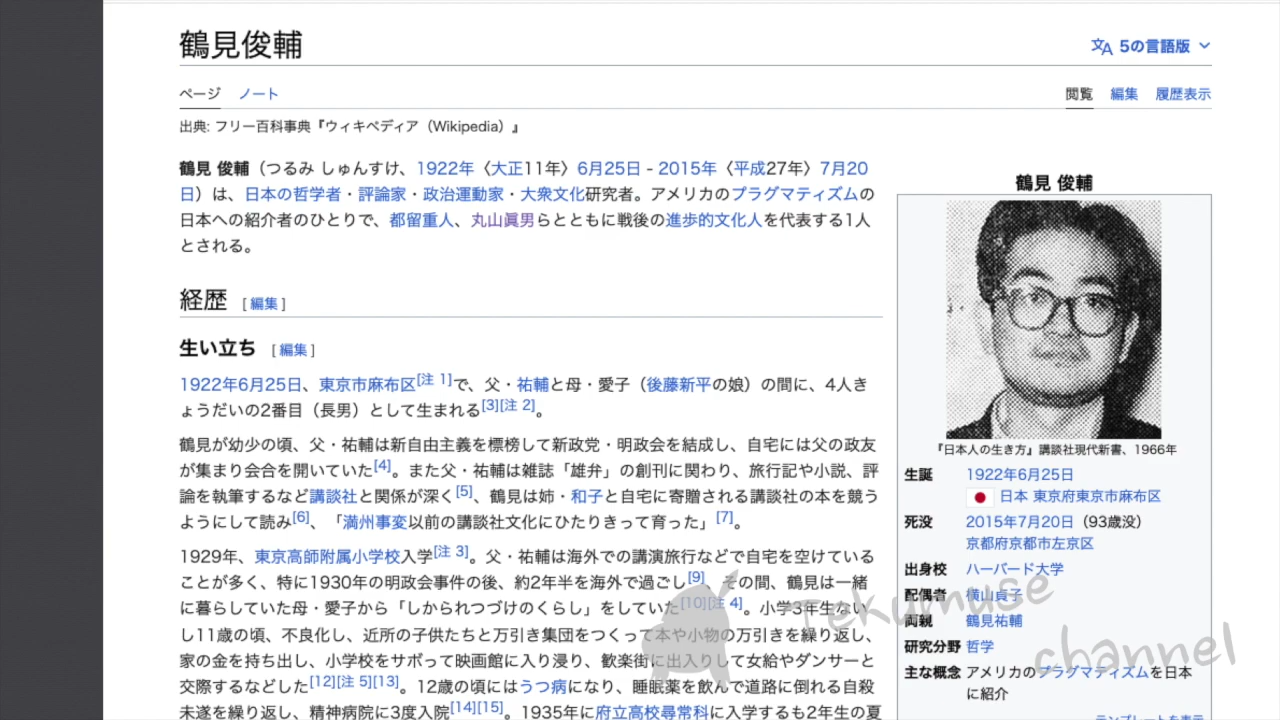 鶴見俊輔
5の言語版
ページ ノート
閲覧 編集 履歴表示
出典: フリー百科事典『ウィキペディア（Wikipedia）』
鶴見 俊輔（つるみ しゅんすけ、1922年〈大正11年〉6月25日 - 2015年〈平成27年〉7月20
日）は、日本の哲学者・評論家・政治運動家・大衆文化研究者。アメリカのプラグマティズムの
日本への紹介者のひとりで、都留重人、丸山眞男らとともに戦後の進歩的文化人を代表する1人
とされる。
経歴 [編集]
生い立ち [編集]
1922年6月25日、東京市麻布区[注 1]で、父・祐輔と母・愛子（後藤新平の娘）の間に、4人き
ょうだいの2番目（長男）として生まれる[3][注 2]。
鶴見が幼少の頃、父・祐輔は新自由主義を標榜して新政党・明政会を結成し、自宅には父の政友
が集まり会合を開いていた[4]。また父・祐輔は雑誌「雄弁」の創刊に関わり、旅行記や小説、評
論を執筆するなど講談社と関係が深く[5]、鶴見は姉・和子と自宅に寄贈される講談社の本を競う
ようにして読み[6]、「満州事変以前の講談社文化にひたりきって育った」[7]。
1929年、東京高師附属小学校入学[注 3]。父・祐輔は海外での講演旅行などで自宅を空けている
ことが多く、特に1930年の明政会事件の後、約2年半を海外で過ごし[9]、その間、鶴見は一緒
に暮らしていた母・愛子から「しかられつづけのくらし」をしていた[10][注 4]。小学3年生ない
し11歳の頃、不良化し、近所の子供たちと万引き集団をつくって本や小物の万引きを繰り返し、
家の金を持ち出し、小学校をサボって映画館に入り浸り、歓楽街に出入りして女給やダンサーと
交際するなどした[12][注 5][13]。12歳の頃にはうつ病になり、睡眠薬を飲んで道路に倒れる自殺
未遂を繰り返し、精神病院に3度入院[14][15]。1935年に府立高校尋常科に入学するも2年生の夏
鶴見 俊輔
『日本人の生き方』講談社現代新書、1966年
生誕 1922年6月25日
日本 東京府東京市麻布区
死没 2015年7月20日（93歳没）
京都府京都市左京区
出身校 ハーバード大学
配偶者 横山貞子
両親 鶴見祐輔
研究分野 哲学
主な概念 アメリカのプラグマティズムを日本
に紹介
テンプレートを表示
Tekumuse
channel